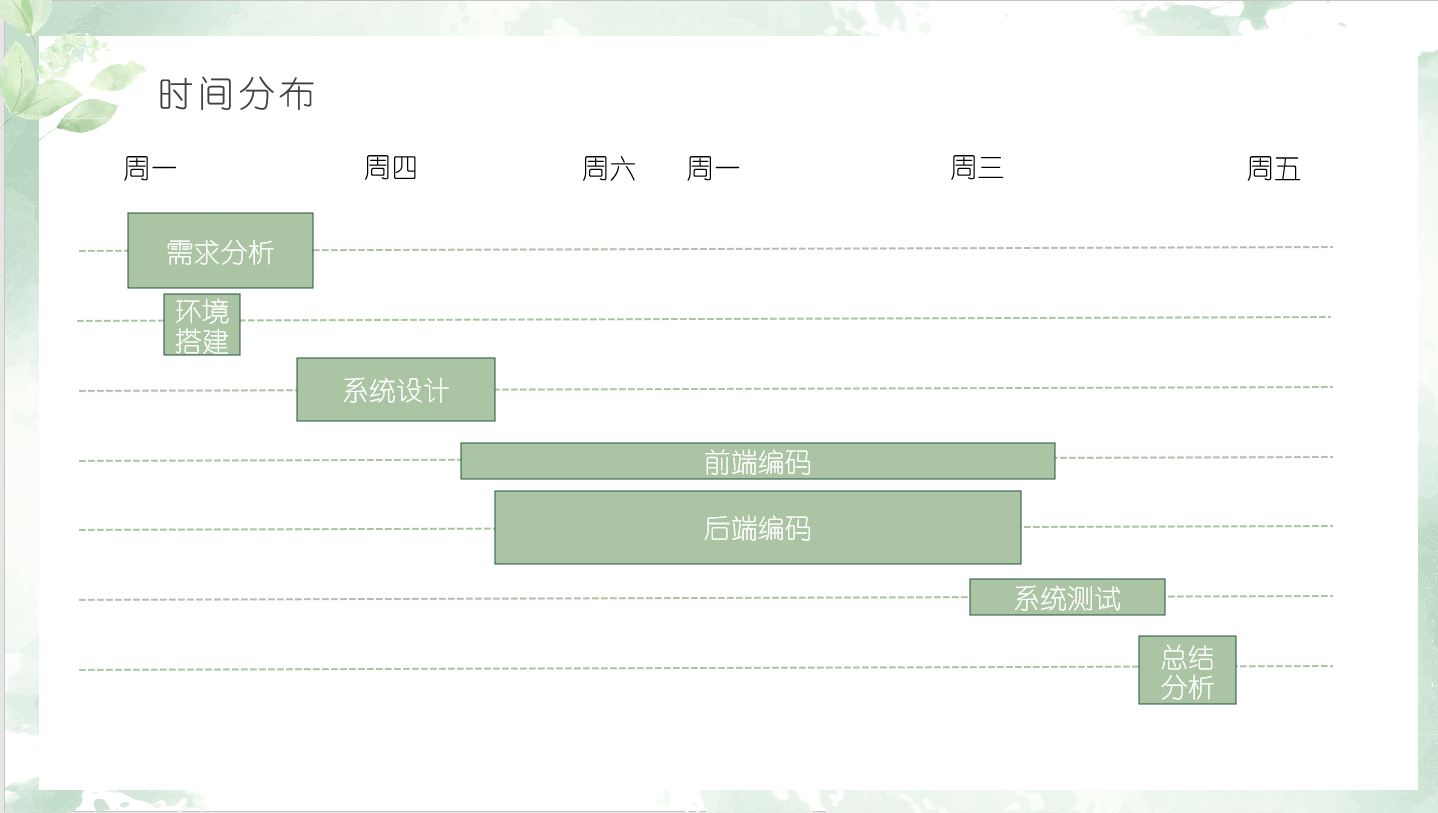 时间分布
周一 周四 周六 周一 周三 周五
需求分析
环境
搭建
系统设计
前端编码
后端编码
系统测试
总结
分析